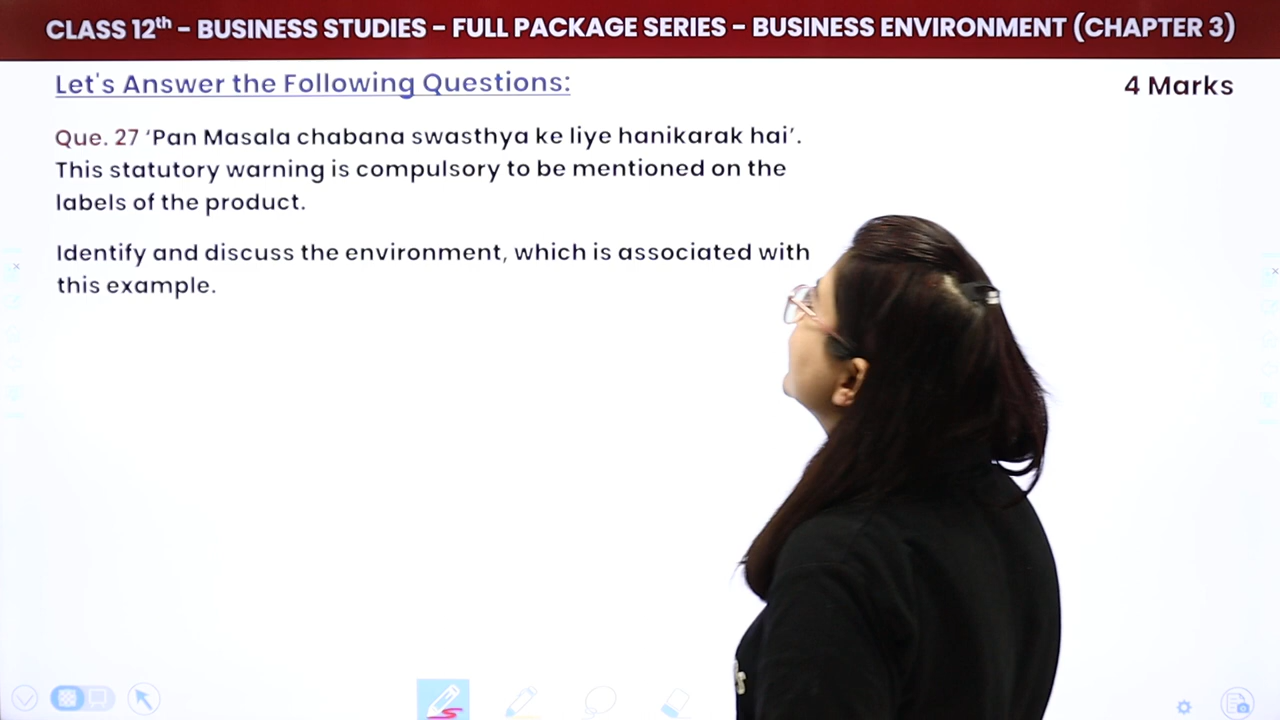 CLASS 12th – BUSINESS STUDIES – FULL PACKAGE SERIES – BUSINESS ENVIRONMENT (CHAPTER 3)
Let's Answer the Following Questions:
4 Marks
Que. 27 ‘Pan Masala chabana swasthya ke liye hanikarak hai’.
This statutory warning is compulsory to be mentioned on the
labels of the product.
Identify and discuss the environment, which is associated with
this example.